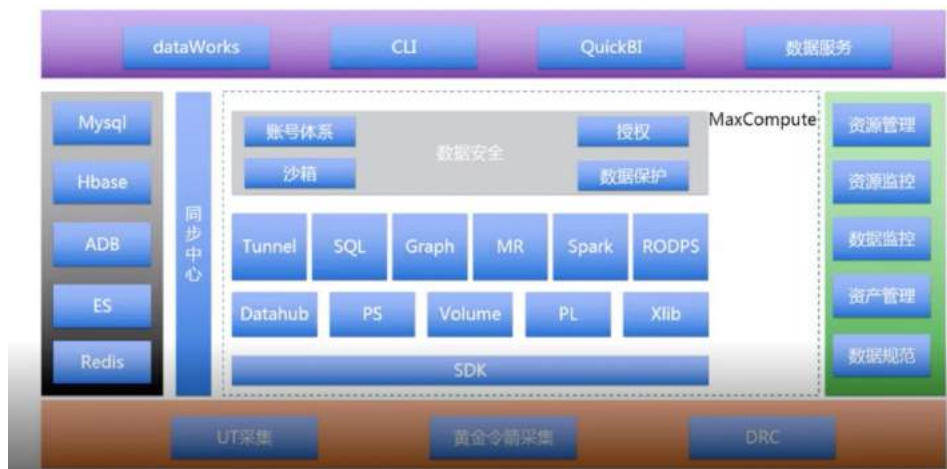 dataWorks
CLI
QuickBI
数据服务
Mysql
Hbase
ADB
ES
Redis
同步中心
MaxCompute
账号体系
授权
数据安全
沙箱
数据保护
Tunnel
SQL
Graph
MR
Spark
RODPS
Datahub
PS
Volume
PL
Xlib
SDK
资源管理
资源监控
数据监控
资产管理
数据规范
UT采集
黄金令箭采集
DRC